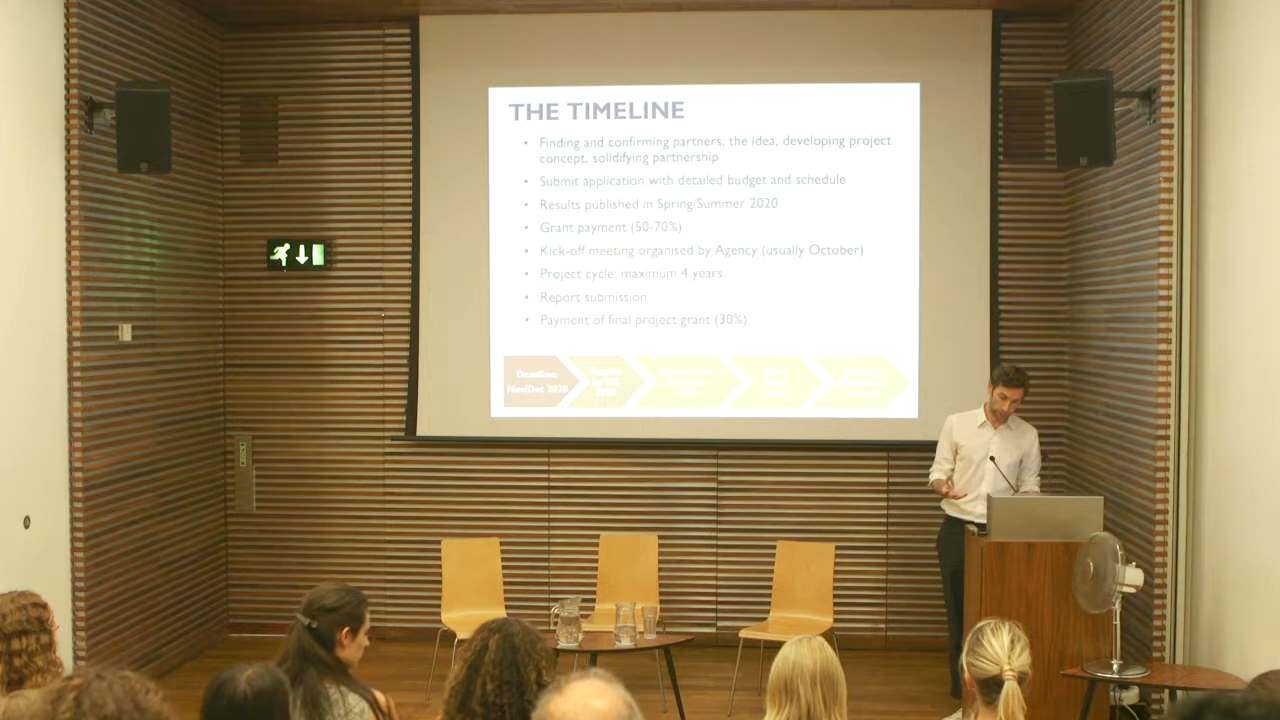 THE TIMELINE
• Finding and confirming partners, the idea, developing project
concept, solidifying partnership
• Submit application with detailed budget and schedule
• Results published in Spring/Summer 2020
• Grant payment (50-70%)
• Kick-off meeting organised by Agency (usually October)
• Project cycle: maximum 4 years
• Report submission
• Payment of final project grant (30%)
Deadline:
Nov/Dec 2020